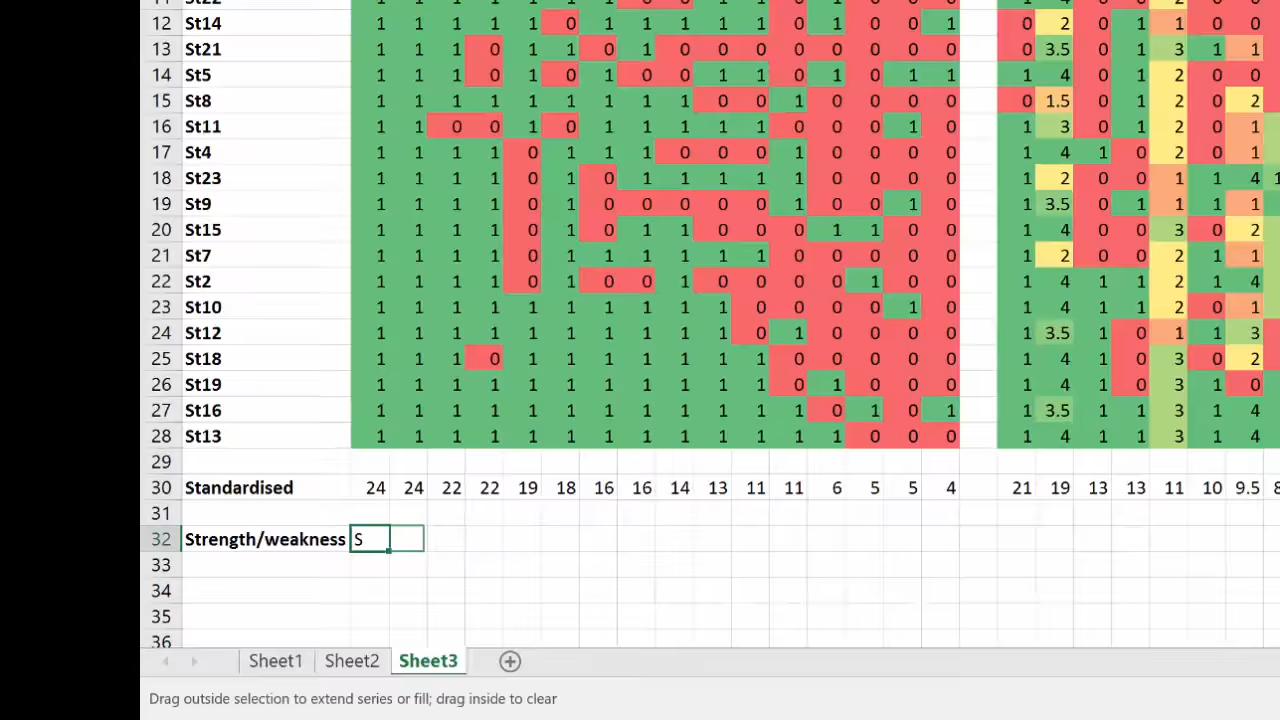 11 St22
12 St14 1 1 1 1 1 0 1 1 1 0 0 1 0 1 0 1 0 2 0 1 1 0 0
13 St21 1 1 1 0 1 1 0 1 0 0 0 0 0 0 0 0 0 3.5 0 1 3 1 1
14 St5 1 1 1 0 1 0 1 0 0 1 1 0 1 0 1 1 1 4 0 1 2 0 0
15 St8 1 1 1 1 1 1 1 1 1 0 0 1 0 0 0 0 0 1.5 0 1 2 0 2
16 St11 1 1 0 0 1 0 1 1 1 1 1 0 0 0 1 0 1 3 0 1 2 0 1
17 St4 1 1 1 1 0 1 1 1 0 0 0 1 0 0 0 0 1 4 1 0 2 0 1
18 St23 1 1 1 1 0 1 0 1 1 1 1 1 0 0 0 0 1 2 0 0 1 1 4 1
19 St9 1 1 1 1 0 1 0 0 0 0 0 1 0 0 1 0 1 3.5 0 1 1 1 1
20 St15 1 1 1 1 0 1 0 1 1 0 0 0 1 1 0 0 1 4 0 0 3 0 2
21 St7 1 1 1 1 0 1 1 1 1 1 1 0 0 0 0 0 1 2 0 0 2 1 1
22 St2 1 1 1 1 0 1 0 0 1 0 0 0 0 1 0 0 1 4 1 1 2 1 4
23 St10 1 1 1 1 1 1 1 1 1 1 0 0 0 0 1 0 1 4 1 1 2 0 1
24 St12 1 1 1 1 1 1 1 1 1 1 0 1 0 0 0 0 1 3.5 1 0 1 1 3
25 St18 1 1 1 0 1 1 1 1 1 1 1 0 0 0 0 0 1 4 1 0 3 0 2
26 St19 1 1 1 1 1 1 1 1 1 1 1 0 1 0 0 0 1 4 1 0 3 1 0
27 St16 1 1 1 1 1 1 1 1 1 1 1 1 0 1 0 1 1 3.5 1 1 3 1 4
28 St13 1 1 1 1 1 1 1 1 1 1 1 1 1 0 0 0 1 4 1 1 3 1 4
29
30 Standardised 24 24 22 22 19 18 16 16 14 13 11 11 6 5 5 4 21 19 13 13 11 10 9.5 8
31
32 Strength/weakness S
33
34
35
36
Sheet1 Sheet2 Sheet3
Drag outside selection to extend series or fill; drag inside to clear